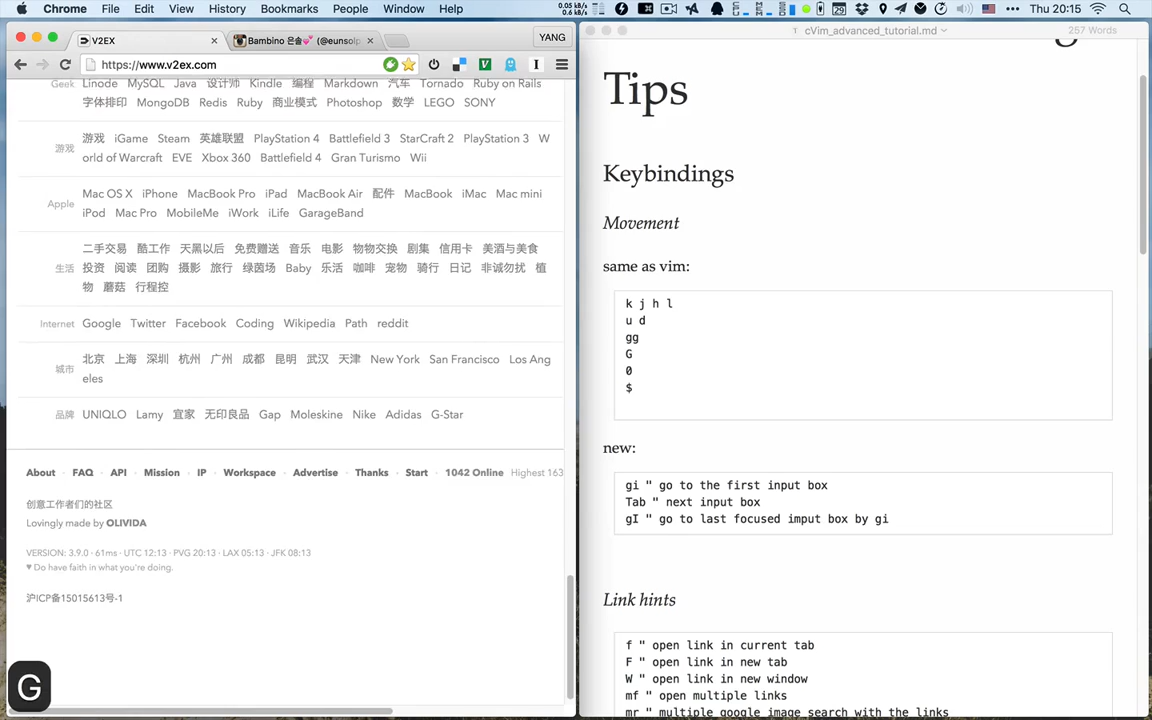 Chrome File Edit View History Bookmarks People Window Help
0.05 kB/s
0.6 kB/s
Thu 20:15
V2EX
Bambino 은솔💕 (@eunsolp
YANG
https://www.v2ex.com
Geek Linode MySQL Java 设计师 Kindle 编程 Markdown 汽车 Tornado Ruby on Rails
字体排印 MongoDB Redis Ruby 商业模式 Photoshop 数学 LEGO SONY
游戏 游戏 iGame Steam 英雄联盟 PlayStation 4 Battlefield 3 StarCraft 2 PlayStation 3 W
orld of Warcraft EVE Xbox 360 Battlefield 4 Gran Turismo Wii
Apple Mac OS X iPhone MacBook Pro iPad MacBook Air 配件 MacBook iMac Mac mini
iPod Mac Pro MobileMe iWork iLife GarageBand
生活 二手交易 酷工作 天黑以后 免费赠送 音乐 电影 物物交换 剧集 信用卡 美酒与美食
投资 阅读 团购 摄影 旅行 绿茵场 Baby 乐活 咖啡 宠物 骑行 日记 非诚勿扰 植
物 蘑菇 行程控
Internet Google Twitter Facebook Coding Wikipedia Path reddit
城市 北京 上海 深圳 杭州 广州 成都 昆明 武汉 天津 New York San Francisco Los Ang
eles
品牌 UNIQLO Lamy 宜家 无印良品 Gap Moleskine Nike Adidas G-Star
About · FAQ · API · Mission · IP · Workspace · Advertise · Thanks · Start · 1042 Online Highest 163
创意工作者们的社区
Lovingly made by OLIVIDA
VERSION: 3.9.0 · 61ms · UTC 12:13 · PVG 20:13 · LAX 05:13 · JFK 08:13
♥ Do have faith in what you're doing.
沪ICP备15015613号-1
G
cVim_advanced_tutorial.md
257 Words
Tips
Keybindings
Movement
same as vim:
k j h l
u d
gg
G
0
$
new:
gi " go to the first input box
Tab " next input box
gI " go to last focused imput box by gi
Link hints
f " open link in current tab
F " open link in new tab
W " open link in new window
mf " open multiple links
mr " multiple google image search with the links